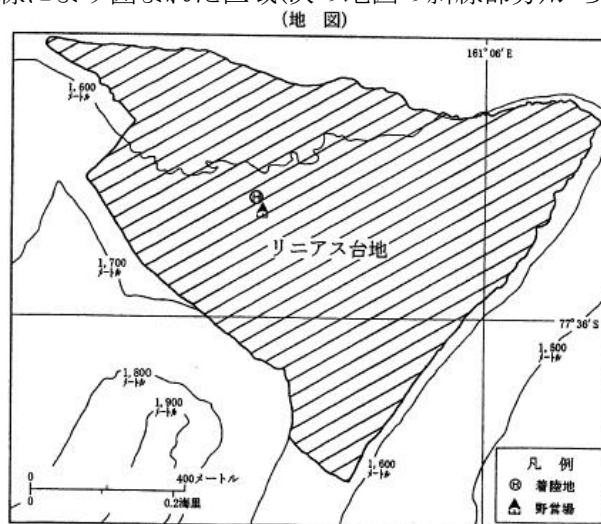 (地 図)
161° 06′ E
1,600
メートル
リニアス台地
1,700
メートル
77° 36′ S
1,500
メートル
1,800
メートル
1,900
メートル
1,600
メートル
0 400メートル
0 0.2海里
凡 例
Ⓗ 着陸地
野営場